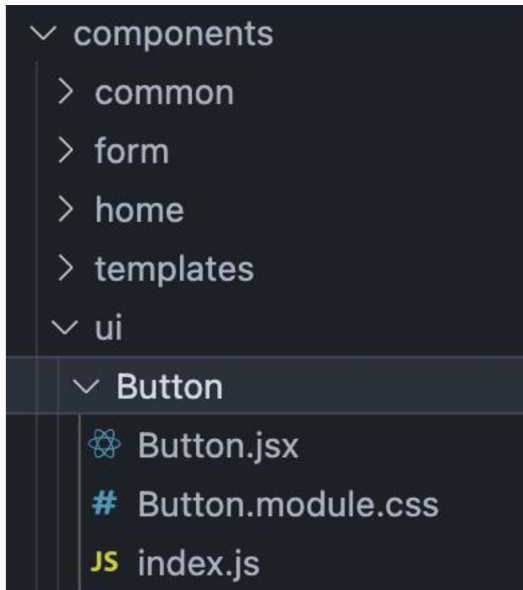 components
common
form
home
templates
ui
Button
Button.jsx
# Button.module.css
JS index.js